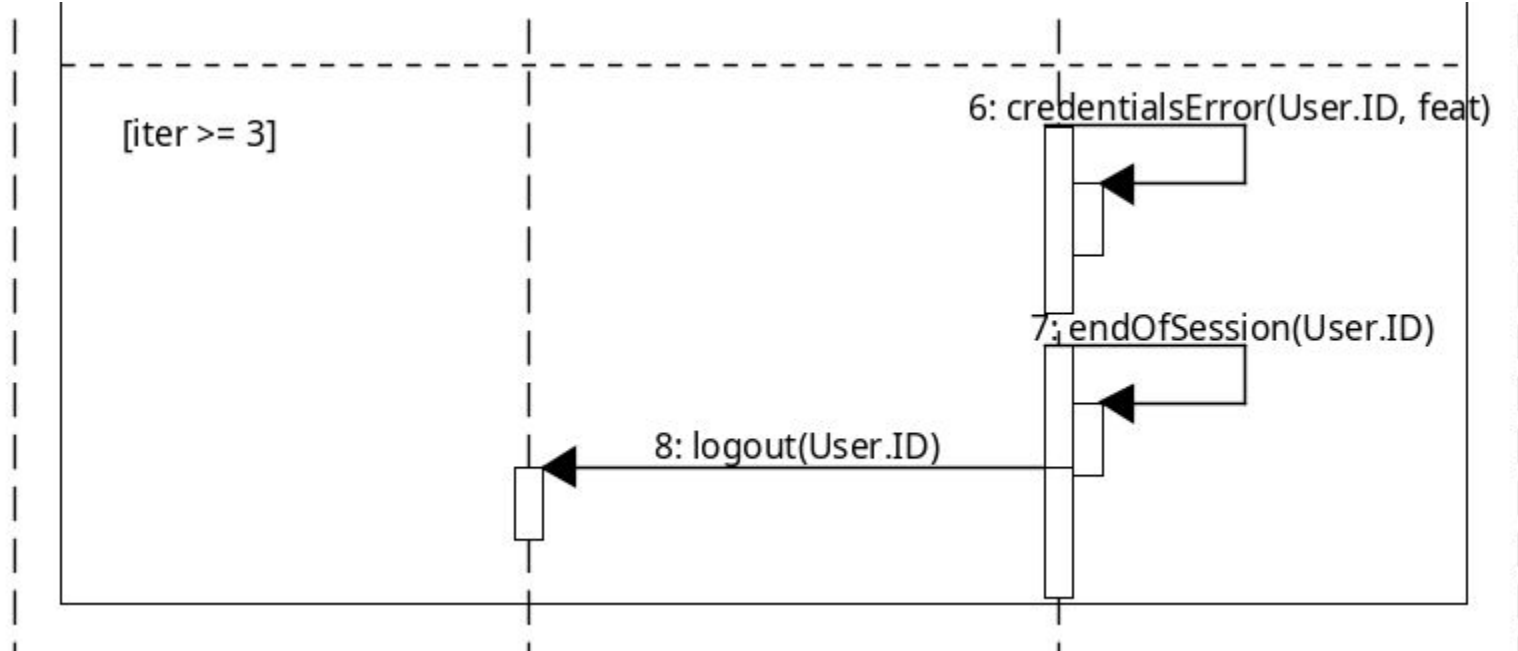 6: credentialsError(User.ID, feat)
[iter >= 3]
7: endOfSession(User.ID)
8: logout(User.ID)